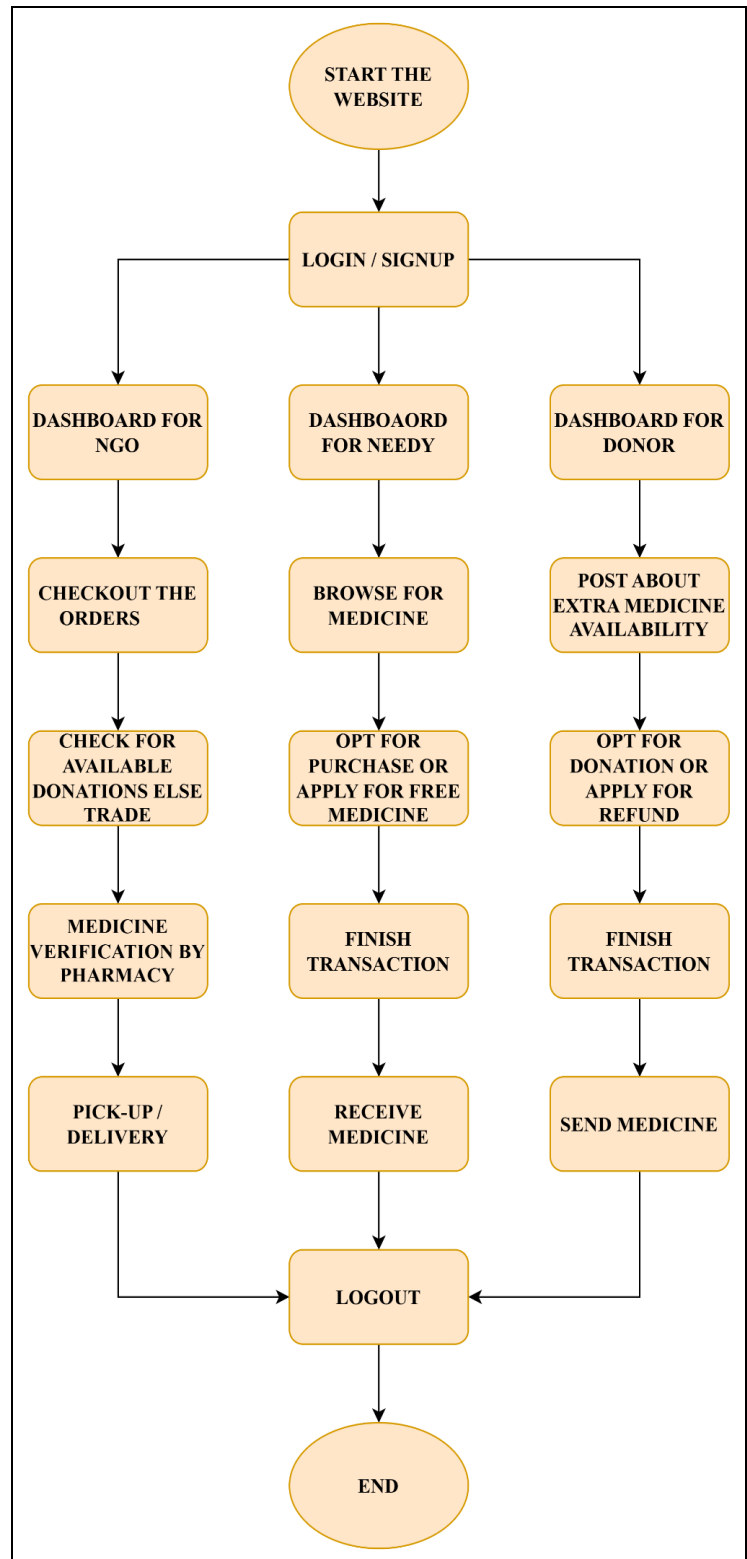 START THE
WEBSITE
LOGIN / SIGNUP
DASHBOARD FOR
NGO
DASHBOAORD
FOR NEEDY
DASHBOARD FOR
DONOR
CHECKOUT THE
ORDERS
BROWSE FOR
MEDICINE
POST ABOUT
EXTRA MEDICINE
AVAILABILITY
CHECK FOR
AVAILABLE
DONATIONS ELSE
TRADE
OPT FOR
PURCHASE OR
APPLY FOR FREE
MEDICINE
OPT FOR
DONATION OR
APPLY FOR
REFUND
MEDICINE
VERIFICATION BY
PHARMACY
FINISH
TRANSACTION
FINISH
TRANSACTION
PICK-UP /
DELIVERY
RECEIVE
MEDICINE
SEND MEDICINE
LOGOUT
END